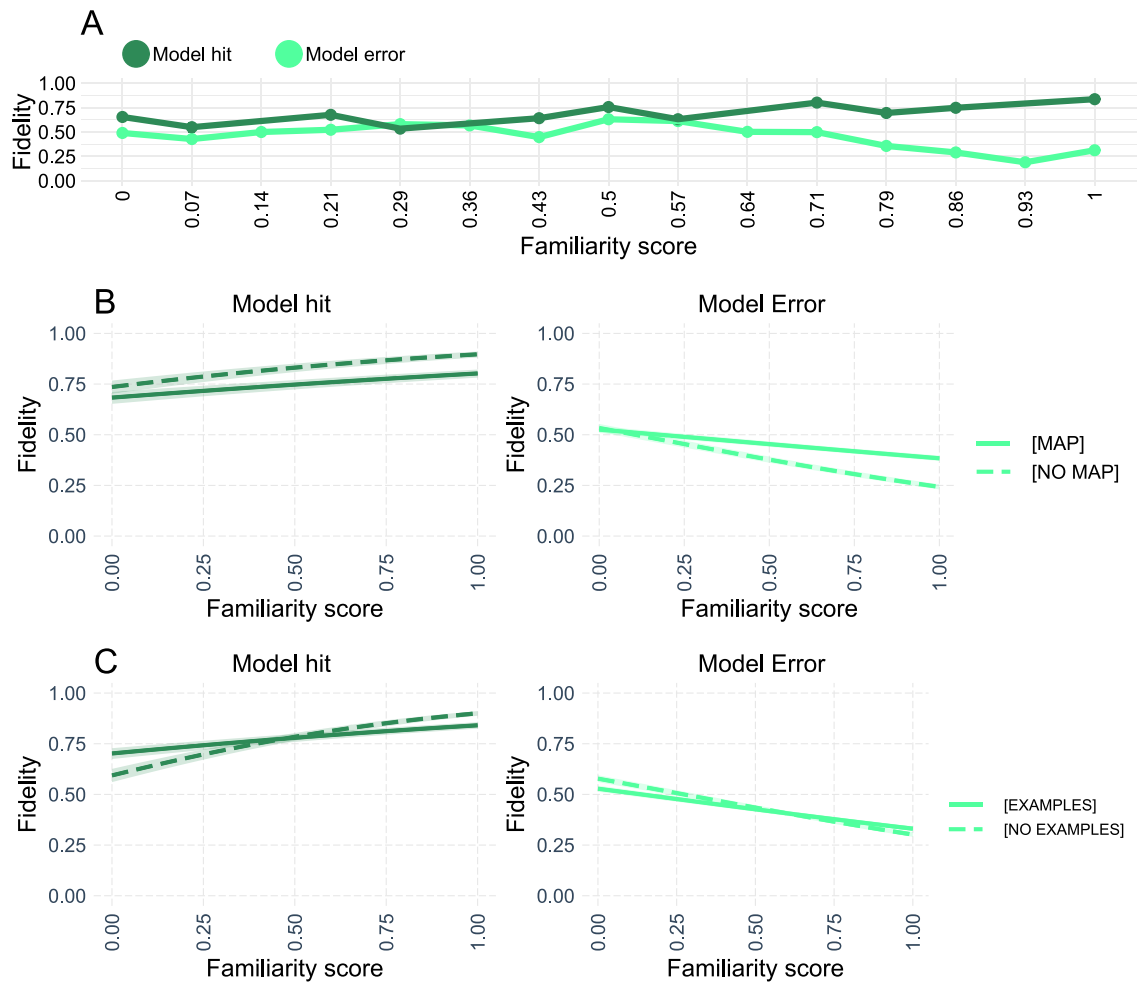 A
Model hit
Model error
1.00
0.75
0.50
0.25
0.00
Fidelity
0
0.07
0.14
0.21
0.29
0.36
0.43
0.5
0.57
0.64
0.71
0.79
0.86
0.93
1
Familiarity score
B
Model hit
Model Error
1.00
0.75
0.50
0.25
0.00
Fidelity
0.00
0.25
0.50
0.75
1.00
Familiarity score
1.00
0.75
0.50
0.25
0.00
Fidelity
0.00
0.25
0.50
0.75
1.00
Familiarity score
[MAP]
[NO MAP]
C
Model hit
Model Error
1.00
0.75
0.50
0.25
0.00
Fidelity
0.00
0.25
0.50
0.75
1.00
Familiarity score
1.00
0.75
0.50
0.25
0.00
Fidelity
0.00
0.25
0.50
0.75
1.00
Familiarity score
[EXAMPLES]
[NO EXAMPLES]